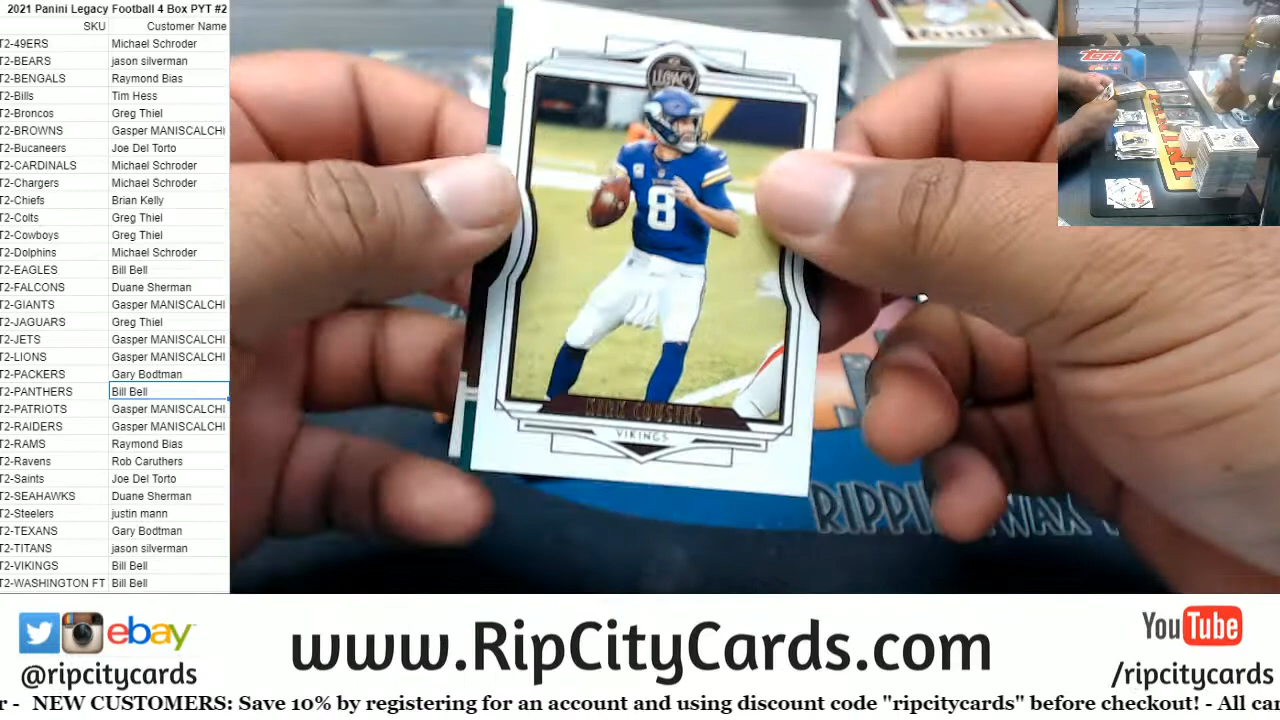 2021 Panini Legacy Football 4 Box PYT #2
SKU Customer Name
T2-49ERS Michael Schroder
T2-BEARS jason silverman
T2-BENGALS Raymond Bias
T2-Bills Tim Hess
T2-Broncos Greg Thiel
T2-BROWNS Gasper MANISCALCHI
T2-Bucaneers Joe Del Torto
T2-CARDINALS Michael Schroder
T2-Chargers Michael Schroder
T2-Chiefs Brian Kelly
T2-Colts Greg Thiel
T2-Cowboys Greg Thiel
T2-Dolphins Michael Schroder
T2-EAGLES Bill Bell
T2-FALCONS Duane Sherman
T2-GIANTS Gasper MANISCALCHI
T2-JAGUARS Greg Thiel
T2-JETS Gasper MANISCALCHI
T2-LIONS Gasper MANISCALCHI
T2-PACKERS Gary Bodtman
T2-PANTHERS Bill Bell
T2-PATRIOTS Gasper MANISCALCHI
T2-RAIDERS Gasper MANISCALCHI
T2-RAMS Raymond Bias
T2-Ravens Rob Caruthers
T2-Saints Joe Del Torto
T2-SEAHAWKS Duane Sherman
T2-Steelers justin mann
T2-TEXANS Gary Bodtman
T2-TITANS jason silverman
T2-VIKINGS Bill Bell
T2-WASHINGTON FT Bill Bell
LEGACY
8
KIRK COUSINS
VIKINGS
RIPPIN WAX
topps
PANINI
ebay
@ripcitycards
www.RipCityCards.com
YouTube
/ripcitycards
r - NEW CUSTOMERS: Save 10% by registering for an account and using discount code "ripcitycards" before checkout! - All car